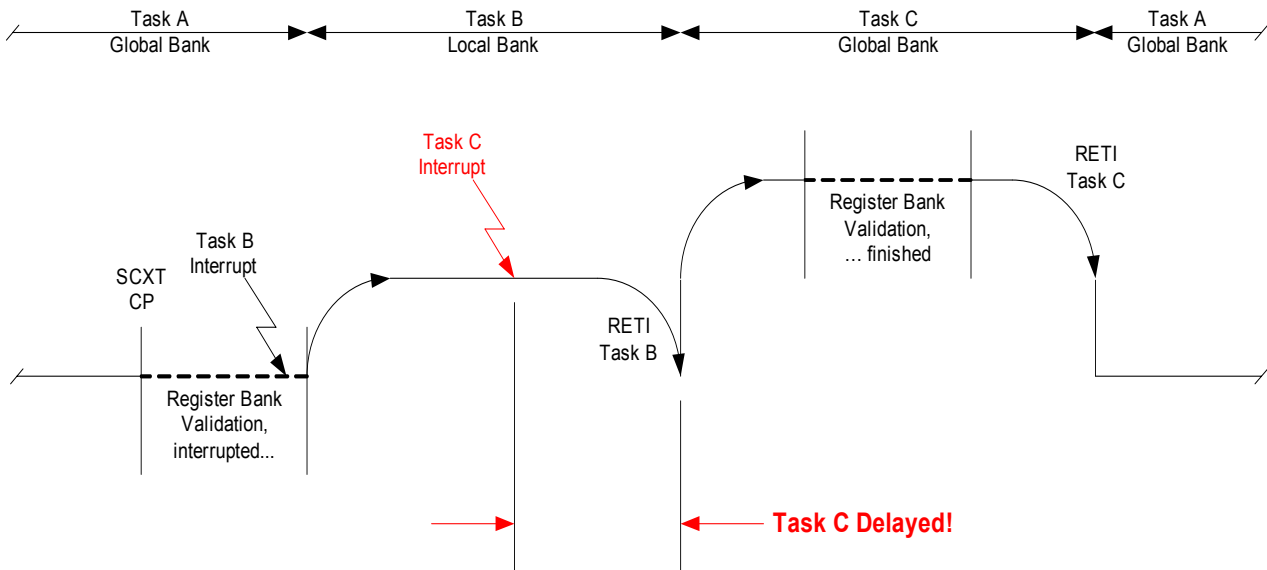 Task A
Global Bank
Task B
Local Bank
Task C
Global Bank
Task A
Global Bank
Task C
Interrupt
RETI
Task C
Register Bank
Validation,
... finished
Task B
Interrupt
SCXT
CP
RETI
Task B
Register Bank
Validation,
interrupted...
Task C Delayed!